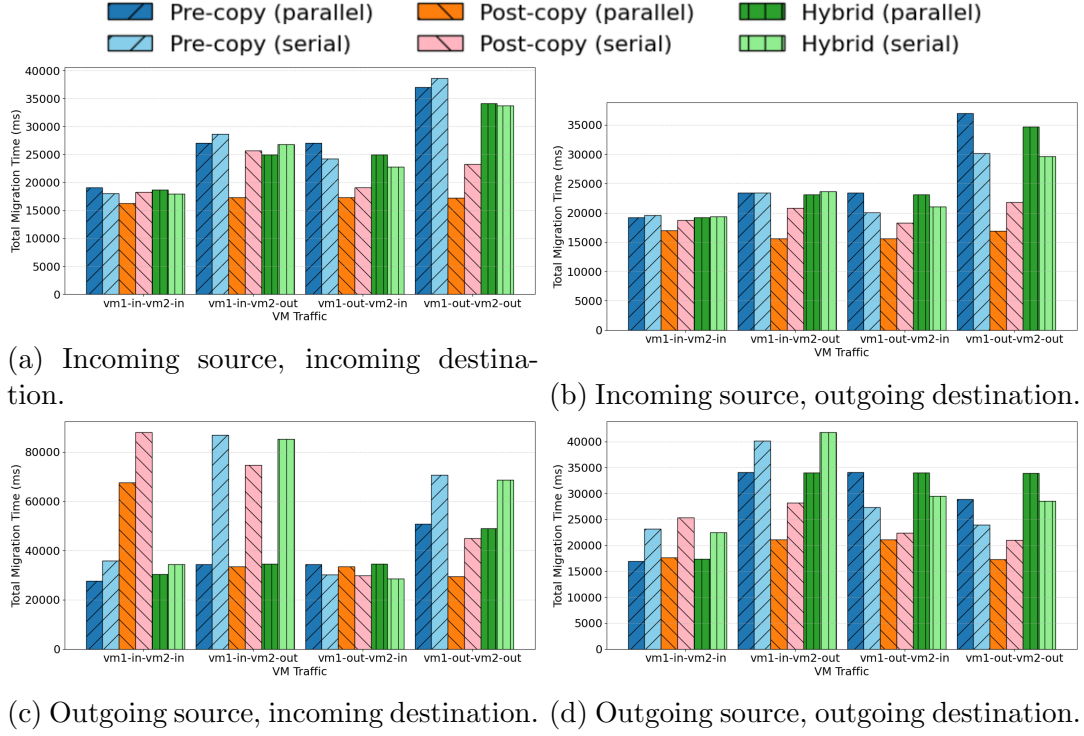 Pre-copy (parallel) Post-copy (parallel) Hybrid (parallel)
Pre-copy (serial) Post-copy (serial) Hybrid (serial)
Total Migration Time (ms)
40000
35000
30000
25000
20000
15000
10000
5000
0
vm1-in-vm2-in vm1-in-vm2-out vm1-out-vm2-in vm1-out-vm2-out
VM Traffic
(a) Incoming source, incoming destina-
tion.
Total Migration Time (ms)
35000
30000
25000
20000
15000
10000
5000
0
vm1-in-vm2-in vm1-in-vm2-out vm1-out-vm2-in vm1-out-vm2-out
VM Traffic
(b) Incoming source, outgoing destination.
Total Migration Time (ms)
80000
60000
40000
20000
0
vm1-in-vm2-in vm1-in-vm2-out vm1-out-vm2-in vm1-out-vm2-out
VM Traffic
(c) Outgoing source, incoming destination.
Total Migration Time (ms)
40000
35000
30000
25000
20000
15000
10000
5000
0
vm1-in-vm2-in vm1-in-vm2-out vm1-out-vm2-in vm1-out-vm2-out
VM Traffic
(d) Outgoing source, outgoing destination.